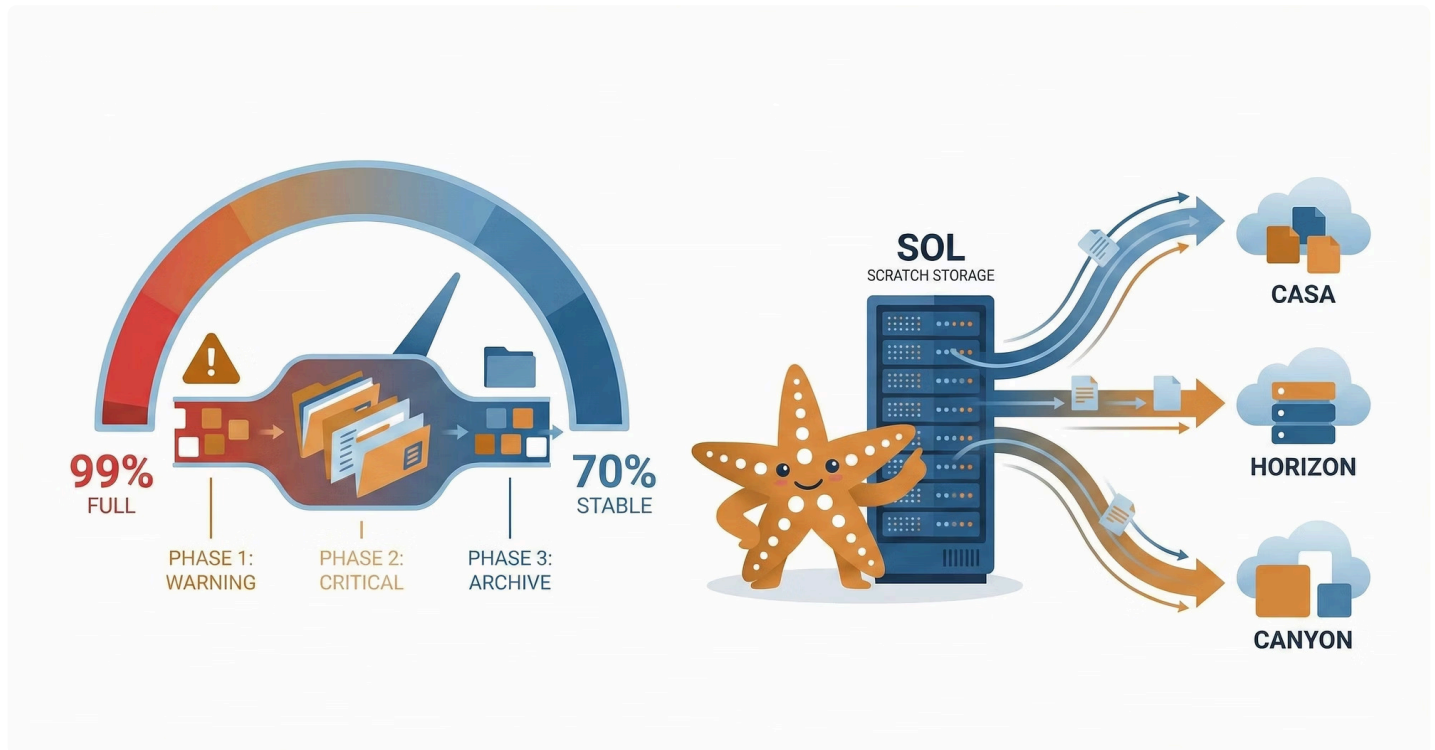 99%
FULL
70%
STABLE
PHASE 1:
WARNING
PHASE 2:
CRITICAL
PHASE 3:
ARCHIVE
SOL
SCRATCH STORAGE
CASA
HORIZON
CANYON